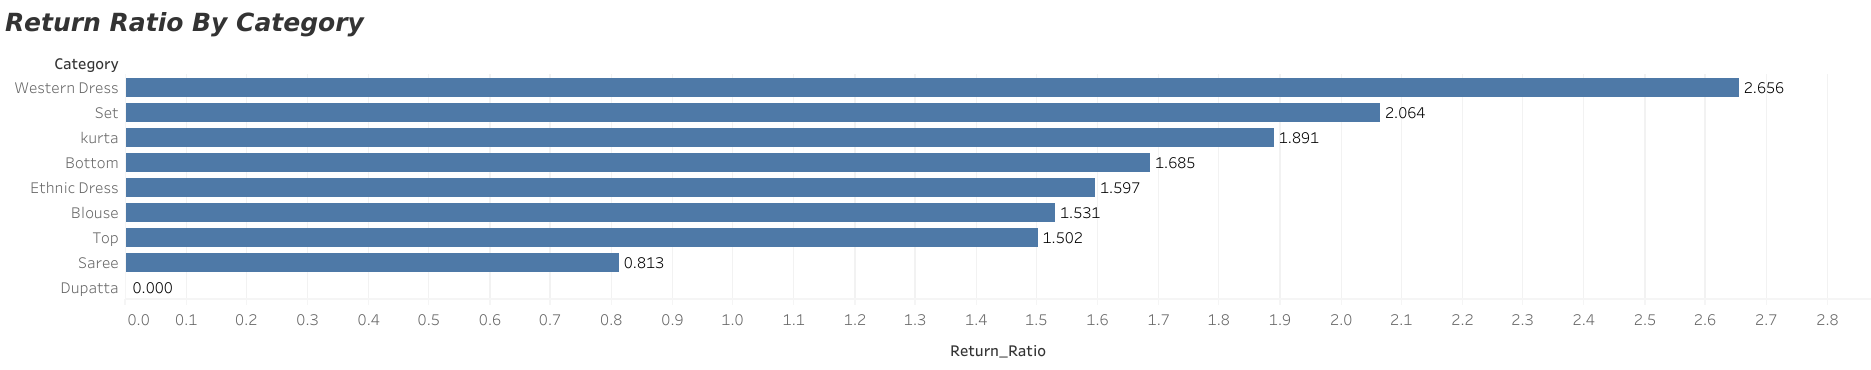 Return Ratio By Category
Category
Western Dress 2.656
Set 2.064
kurta 1.891
Bottom 1.685
Ethnic Dress 1.597
Blouse 1.531
Top 1.502
Saree 0.813
Dupatta 0.000
0.0 0.1 0.2 0.3 0.4 0.5 0.6 0.7 0.8 0.9 1.0 1.1 1.2 1.3 1.4 1.5 1.6 1.7 1.8 1.9 2.0 2.1 2.2 2.3 2.4 2.5 2.6 2.7 2.8
Return_Ratio